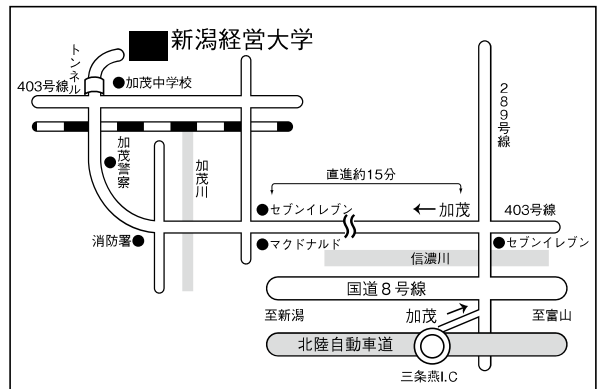 新潟経営大学
トンネル
403号線
加茂中学校
289号線
加茂警察
加茂川
直進約15分
セブンイレブン
加茂
403号線
消防署
マクドナルド
セブンイレブン
信濃川
国道8号線
至新潟
加茂
至富山
北陸自動車道
三条燕I.C